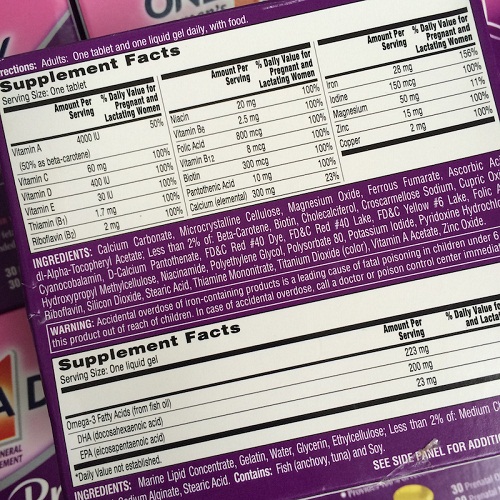 ONE
rections: Adults: One tablet and one liquid gel daily, with food.
Supplement Facts
Serving Size: One tablet
Amount Per Serving % Daily Value for Pregnant and Lactating Women
Vitamin A 4000 IU 50%
(50% as beta-carotene)
Vitamin C 60 mg 100%
Vitamin D 400 IU 100%
Vitamin E 30 IU 100%
Thiamin (B1) 1.7 mg 100%
Riboflavin (B2) 2 mg 100%
Amount Per Serving % Daily Value for Pregnant and Lactating Women
Niacin 20 mg 100%
Vitamin B6 2.5 mg 100%
Folic Acid 800 mcg 100%
Vitamin B12 8 mcg 100%
Biotin 300 mcg 100%
Pantothenic Acid 10 mg 100%
Calcium (elemental) 300 mg 23%
Amount Per Serving % Daily Value for Pregnant and Lactating Women
Iron 28 mg 156%
Iodine 150 mcg 100%
Magnesium 50 mg 11%
Zinc 15 mg 100%
Copper 2 mg 100%
INGREDIENTS: Calcium Carbonate, Microcrystalline Cellulose, Magnesium Oxide, Ferrous Fumarate, Ascorbic
dl-Alpha-Tocopheryl Acetate; Less than 2% of: Beta-Carotene, Biotin, Cholecalciferol, Croscarmellose Sodium, Cupric
Cyanocobalamin, D-Calcium Pantothenate, FD&C Red #40 Dye, FD&C Red #40 Lake, FD&C Yellow #6 Lake, Folic
Hydroxypropyl Methylcellulose, Niacinamide, Polyethylene Glycol, Polysorbate 80, Potassium Iodide, Pyridoxine
Riboflavin, Silicon Dioxide, Stearic Acid, Thiamine Mononitrate, Titanium Dioxide (color), Vitamin A Acetate, Zinc Oxide.
WARNING: Accidental overdose of iron-containing products is a leading cause of fatal poisoning in children under 6.
this product out of reach of children. In case of accidental overdose, call a doctor or poison control center
Supplement Facts
Serving Size: One liquid gel
Amount Per Serving % Daily Value
Omega-3 Fatty Acids (from fish oil) 223 mg
DHA (docosahexaenoic acid) 200 mg
EPA (eicosapentaenoic acid) 23 mg
*Daily Value not established.
INGREDIENTS: Marine Lipid Concentrate, Gelatin, Water, Glycerin, Ethylcellulose; Less than 2% of: Medium
Sodium Alginate, Stearic Acid. Contains: Fish (anchovy, tuna) and Soy.
SEE SIDE PANEL FOR
30